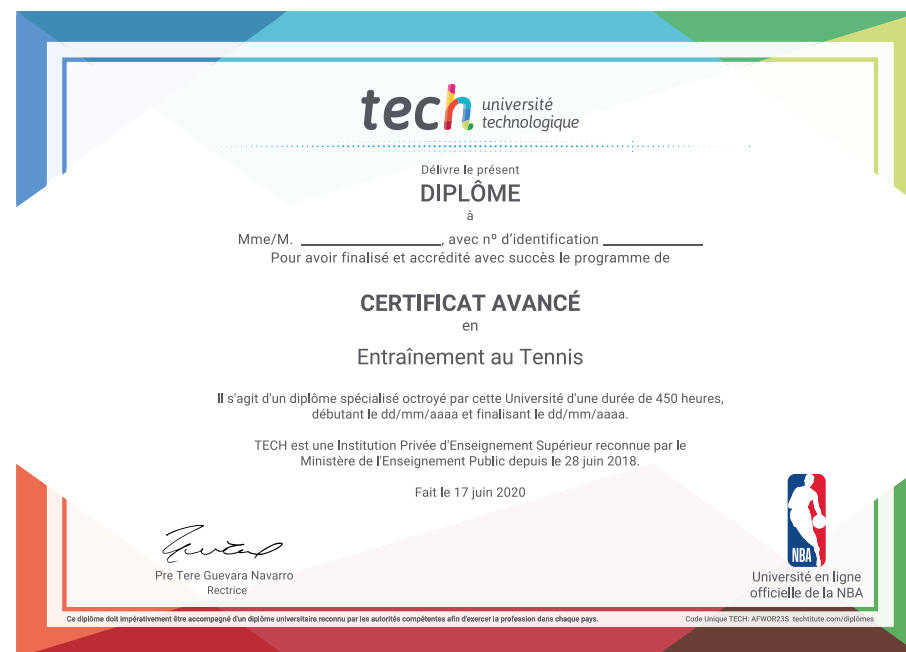 tech université
technologique
Délivre le présent
DIPLÔME
à
Mme/M. ____________________, avec nº d'identification ______________
Pour avoir finalisé et accrédité avec succès le programme de
CERTIFICAT AVANCÉ
en
Entraînement au Tennis
Il s'agit d'un diplôme spécialisé octroyé par cette Université d'une durée de 450 heures,
débutant le dd/mm/aaaa et finalisant le dd/mm/aaaa.
TECH est une Institution Privée d'Enseignement Supérieur reconnue par le
Ministère de l'Enseignement Public depuis le 28 juin 2018.
Fait le 17 juin 2020
Pre Tere Guevara Navarro
Rectrice
NBA
Université en ligne
officielle de la NBA
Ce diplôme doit impérativement être accompagné d'un diplôme universitaire reconnu par les autorités compétentes afin d'exercer la profession dans chaque pays.
Code Unique TECH: AFWOR23S techtitute.com/diplômes